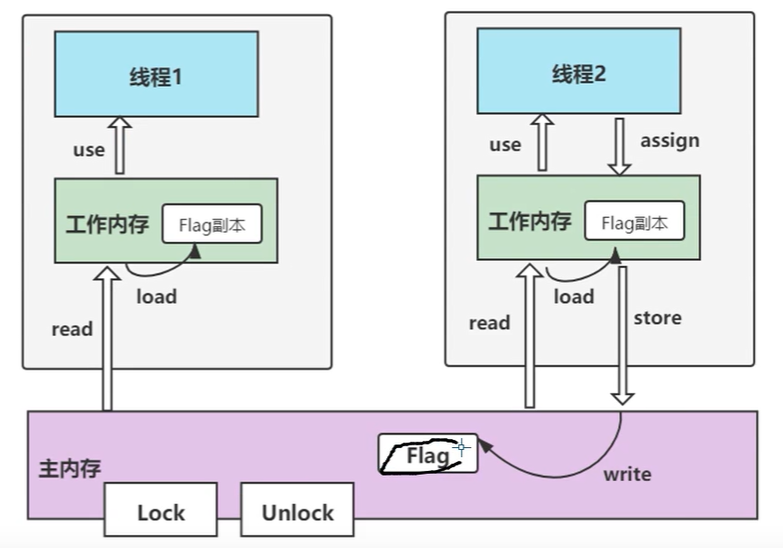 线程1
use
工作内存
Flag副本
load
read
线程2
use
assign
工作内存
Flag副本
load
read
store
主内存
Flag
write
Lock
Unlock